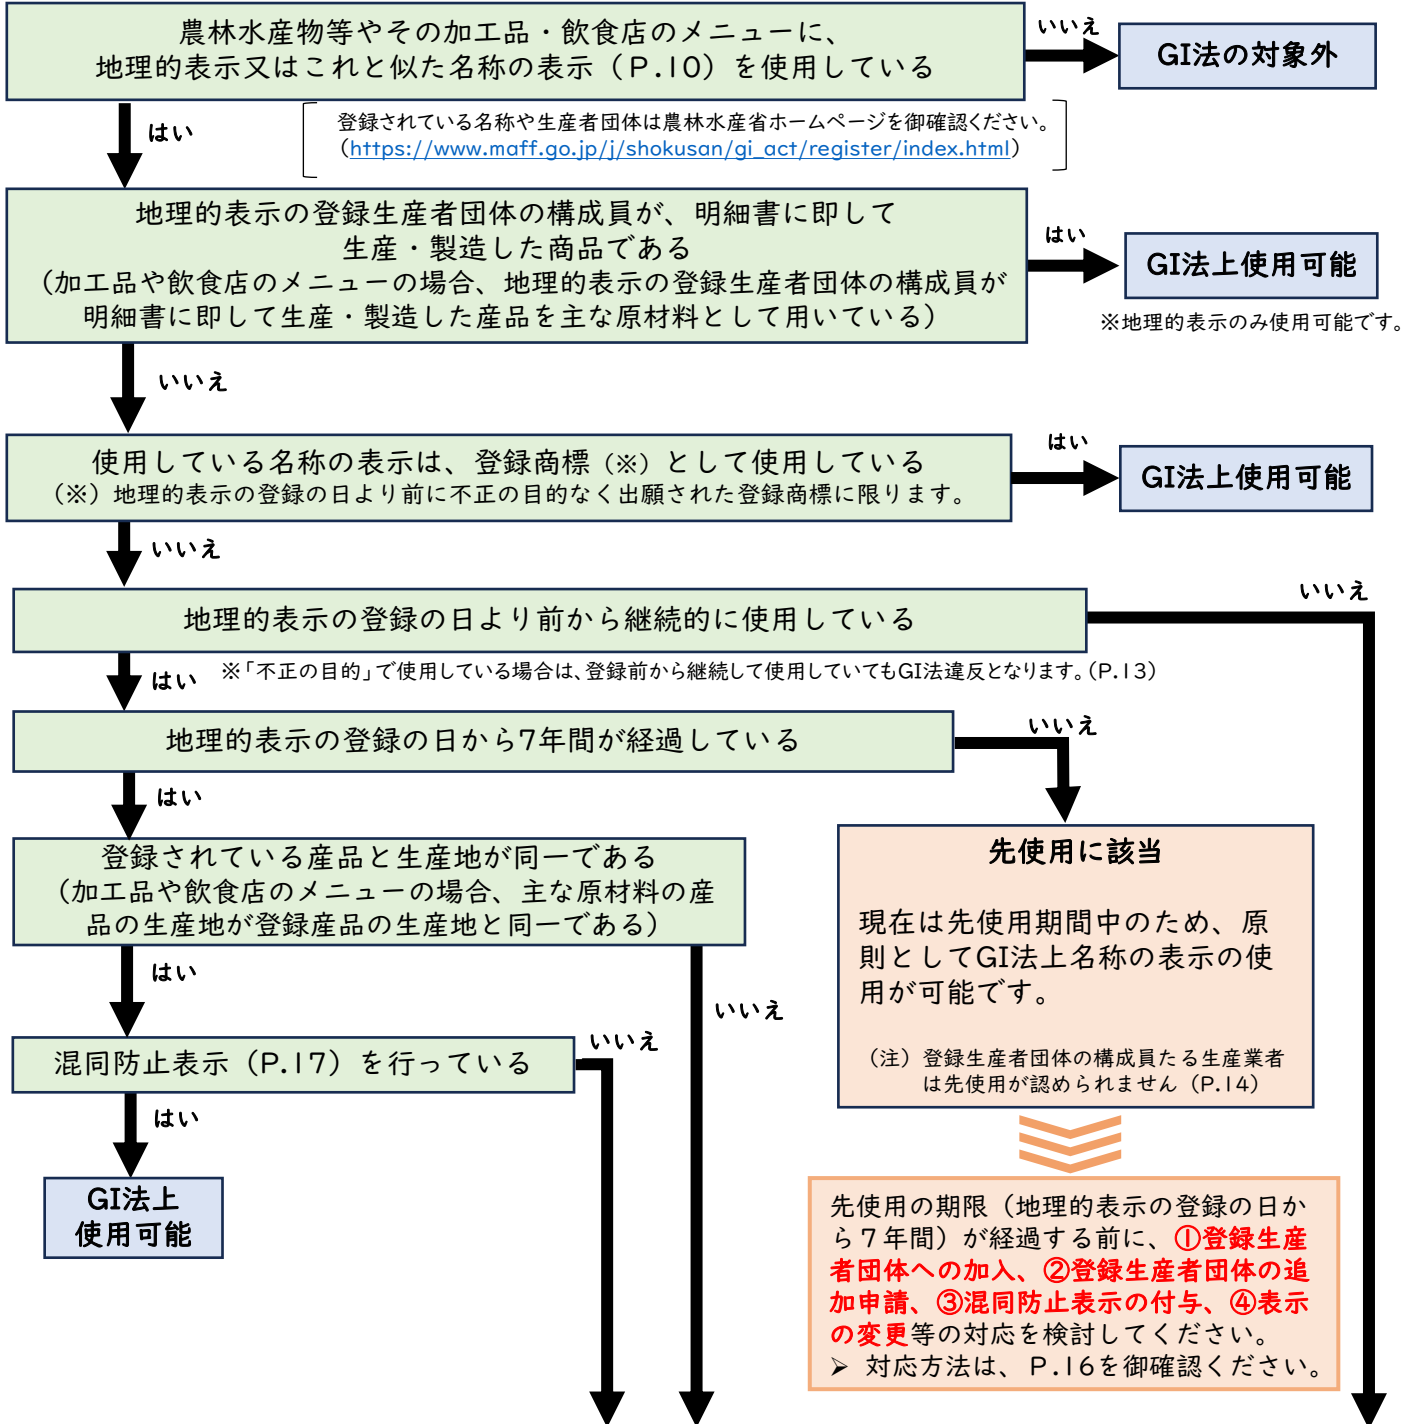 農林水産物等やその加工品・飲食店のメニューに、
地理的表示又はこれと似た名称の表示（P.10）を使用している
いいえ
GI法の対象外
はい
登録されている名称や生産者団体は農林水産省ホームページを御確認ください。
（https://www.maff.go.jp/j/shokusan/gi_act/register/index.html）
地理的表示の登録生産者団体の構成員が、明細書に即して
生産・製造した商品である
（加工品や飲食店のメニューの場合、地理的表示の登録生産者団体の構成員が
明細書に即して生産・製造した産品を主な原材料として用いている）
はい
GI法上使用可能
※地理的表示のみ使用可能です。
いいえ
使用している名称の表示は、登録商標（※）として使用している
（※）地理的表示の登録の日より前に不正の目的なく出願された登録商標に限ります。
はい
GI法上使用可能
いいえ
地理的表示の登録の日より前から継続的に使用している
いいえ
はい
※「不正の目的」で使用している場合は、登録前から継続して使用していてもGI法違反となります。（P.13）
地理的表示の登録の日から7年間が経過している
いいえ
はい
登録されている産品と生産地が同一である
（加工品や飲食店のメニューの場合、主な原材料の産
品の生産地が登録産品の生産地と同一である）
はい
いいえ
混同防止表示（P.17）を行っている
いいえ
はい
GI法上
使用可能
先使用に該当
現在は先使用期間中のため、原
則としてGI法上名称の表示の使
用が可能です。
（注）登録生産者団体の構成員たる生産業者
は先使用が認められません（P.14）
先使用の期限（地理的表示の登録の日か
ら７年間）が経過する前に、①登録生産
者団体への加入、②登録生産者団体の追
加申請、③混同防止表示の付与、④表示
の変更等の対応を検討してください。
➢ 対応方法は、P.16を御確認ください。